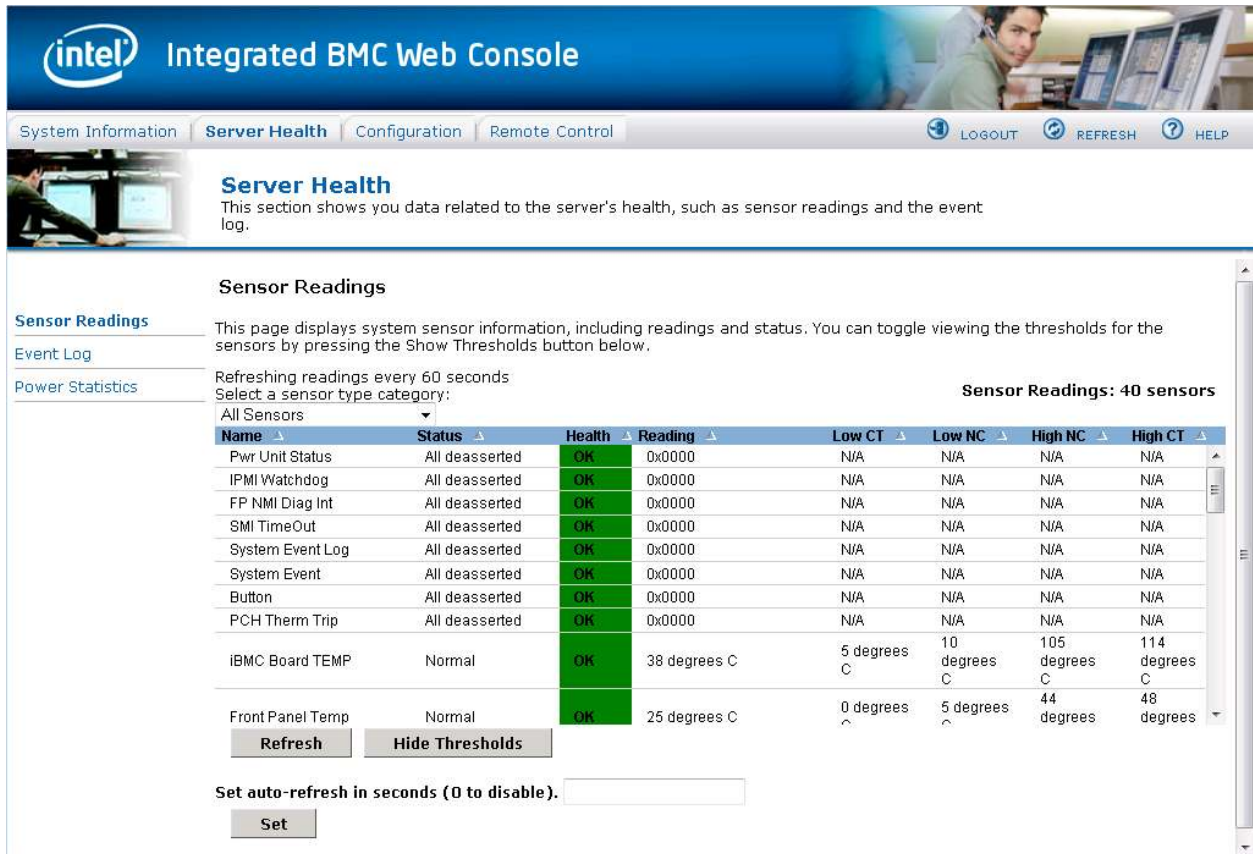 intel Integrated BMC Web Console
System Information Server Health Configuration Remote Control LOGOUT REFRESH HELP
Server Health
This section shows you data related to the server's health, such as sensor readings and the event
log.
Sensor Readings
Event Log
Power Statistics
Sensor Readings
This page displays system sensor information, including readings and status. You can toggle viewing the thresholds for the
sensors by pressing the Show Thresholds button below.
Refreshing readings every 60 seconds
Select a sensor type category:
Sensor Readings: 40 sensors
All Sensors
Name Status Health Reading Low CT Low NC High NC High CT
Pwr Unit Status All deasserted OK 0x0000 N/A N/A N/A N/A
IPMI Watchdog All deasserted OK 0x0000 N/A N/A N/A N/A
FP NMI Diag Int All deasserted OK 0x0000 N/A N/A N/A N/A
SMI TimeOut All deasserted OK 0x0000 N/A N/A N/A N/A
System Event Log All deasserted OK 0x0000 N/A N/A N/A N/A
System Event All deasserted OK 0x0000 N/A N/A N/A N/A
Button All deasserted OK 0x0000 N/A N/A N/A N/A
PCH Therm Trip All deasserted OK 0x0000 N/A N/A N/A N/A
iBMC Board TEMP Normal OK 38 degrees C 5 degrees C 10 degrees C 105 degrees C 114 degrees C
Front Panel Temp Normal OK 25 degrees C 0 degrees 5 degrees 44 degrees 48 degrees
Refresh Hide Thresholds
Set auto-refresh in seconds (0 to disable).
Set